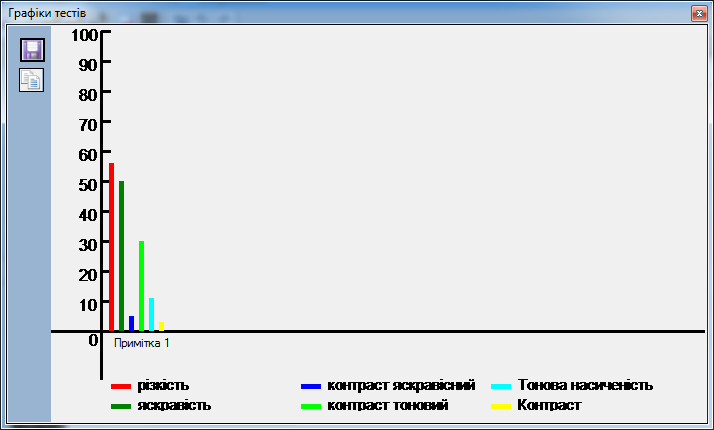 Графіки тестів
100
90
80
70
60
50
40
30
20
10
0
Примітка 1
різкість контраст яскравісний Тонова насиченість
яскравість контраст тоновий Контраст